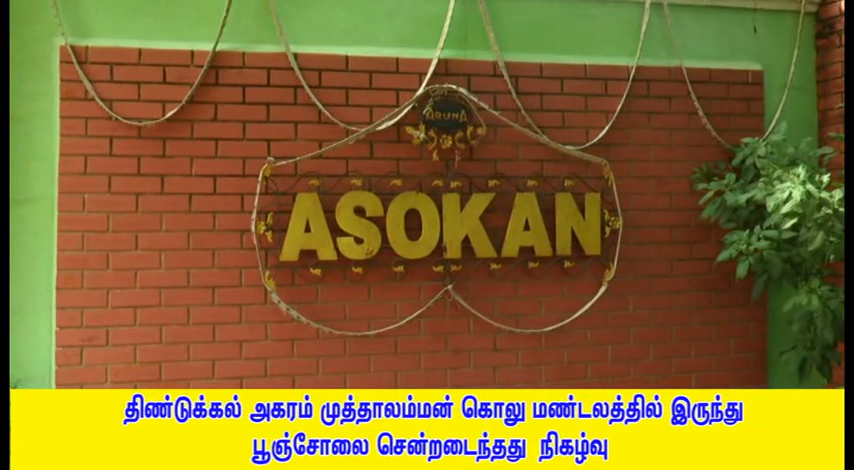 ARUNA
ASOKAN
திண்டுக்கல் அகரம் முத்தாலம்மன் கொலு மண்டலத்தில் இருந்து
பூஞ்சோலை சென்றடைந்தது நிகழ்வு